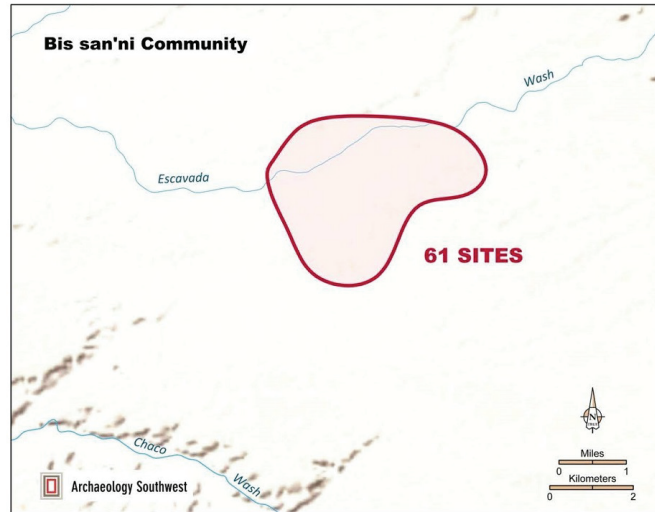 Bis san'ni Community
Wash
Escavada
61 SITES
Chaco
Wash
N
Miles
0 1
Kilometers
0 2
Archaeology Southwest